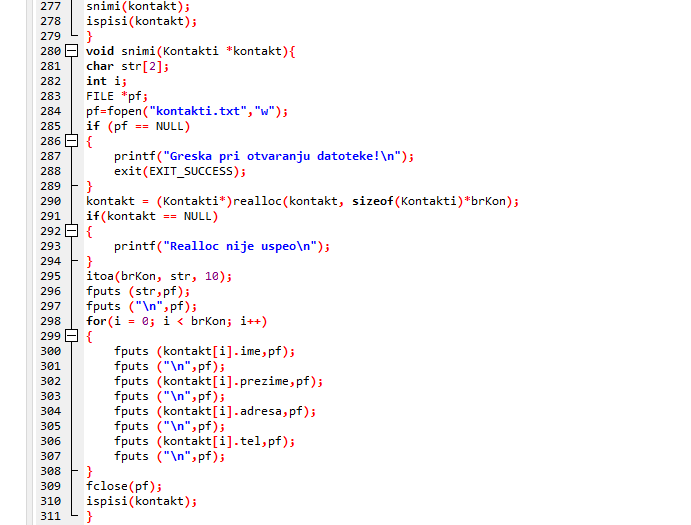 277 snimi(kontakt);
278 ispisi(kontakt);
279 }
280 void snimi(Kontakti *kontakt){
281 char str[2];
282 int i;
283 FILE *pf;
284 pf=fopen("kontakti.txt","w");
285 if (pf == NULL)
286 {
287 printf("Greska pri otvaranju datoteke!\n");
288 exit(EXIT_SUCCESS);
289 }
290 kontakt = (Kontakti*)realloc(kontakt, sizeof(Kontakti)*brKon);
291 if(kontakt == NULL)
292 {
293 printf("Realloc nije uspeo\n");
294 }
295 itoa(brKon, str, 10);
296 fputs (str,pf);
297 fputs ("\n",pf);
298 for(i = 0; i < brKon; i++)
299 {
300 fputs (kontakt[i].ime,pf);
301 fputs ("\n",pf);
302 fputs (kontakt[i].prezime,pf);
303 fputs ("\n",pf);
304 fputs (kontakt[i].adresa,pf);
305 fputs ("\n",pf);
306 fputs (kontakt[i].tel,pf);
307 fputs ("\n",pf);
308 }
309 fclose(pf);
310 ispisi(kontakt);
311 }